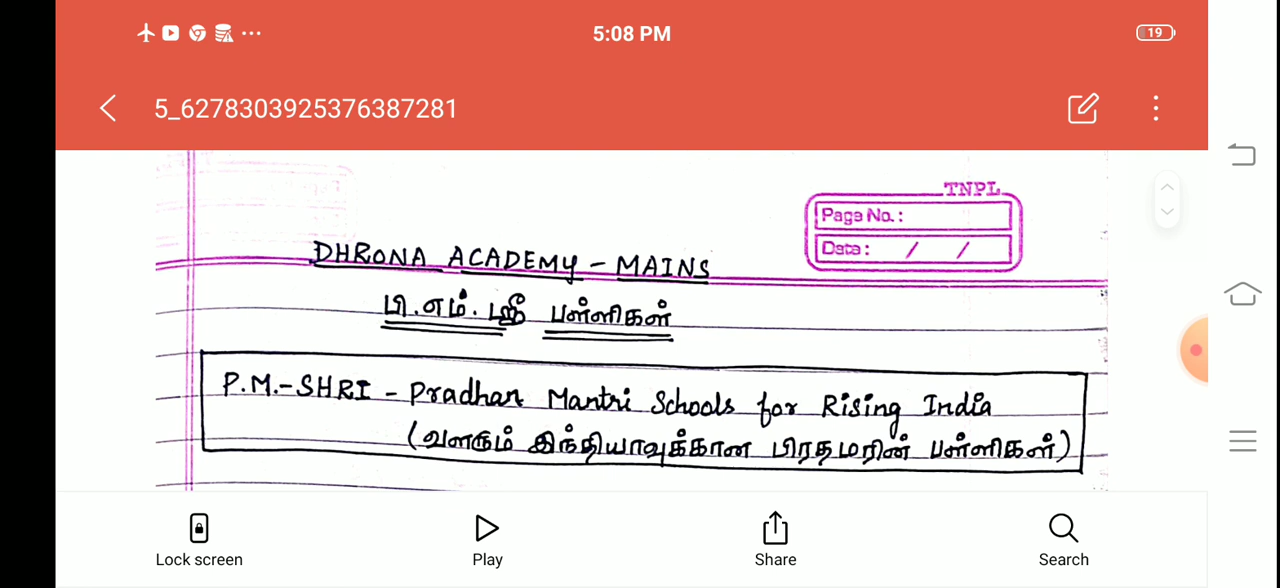 5:08 PM
19
5_6278303925376387281
TNPL
Page No.:
Date: / /
DHRONA ACADEMY - MAINS
பி.எம்.ஸ்ரீ பள்ளிகள்
P.M.-SHRI - Pradhan Mantri Schools for Rising India
(வளரும் இந்தியாவுக்கான பிரதமரின் பள்ளிகள்)
Lock screen
Play
Share
Search